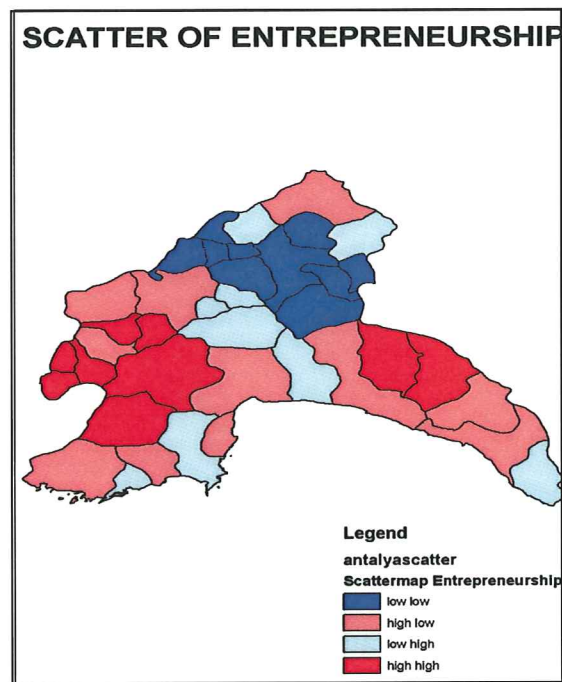 SCATTER OF ENTREPRENEURSHIP
Legend
antalyascatter
Scattermap Entrepreneurship
low low
high low
low high
high high